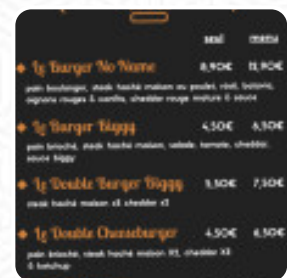 seul menu
Le Burger No Name 8,90€ 11,90€
pain boulanger, steak haché maison ou poulet, rösti, bacon,
oignons rouges & confits, cheddar rouge mature & sauce
Le Burger Biggy 4,50€ 6,50€
pain brioché, steak haché maison, salade, tomate, cheddar,
sauce biggy
Le Double Burger Biggy 5,50€ 7,50€
steak haché maison x2 cheddar x2
Le Double Cheeseburger 4,50€ 6,50€
pain brioché, steak haché maison X2, cheddar X2
& ketchup